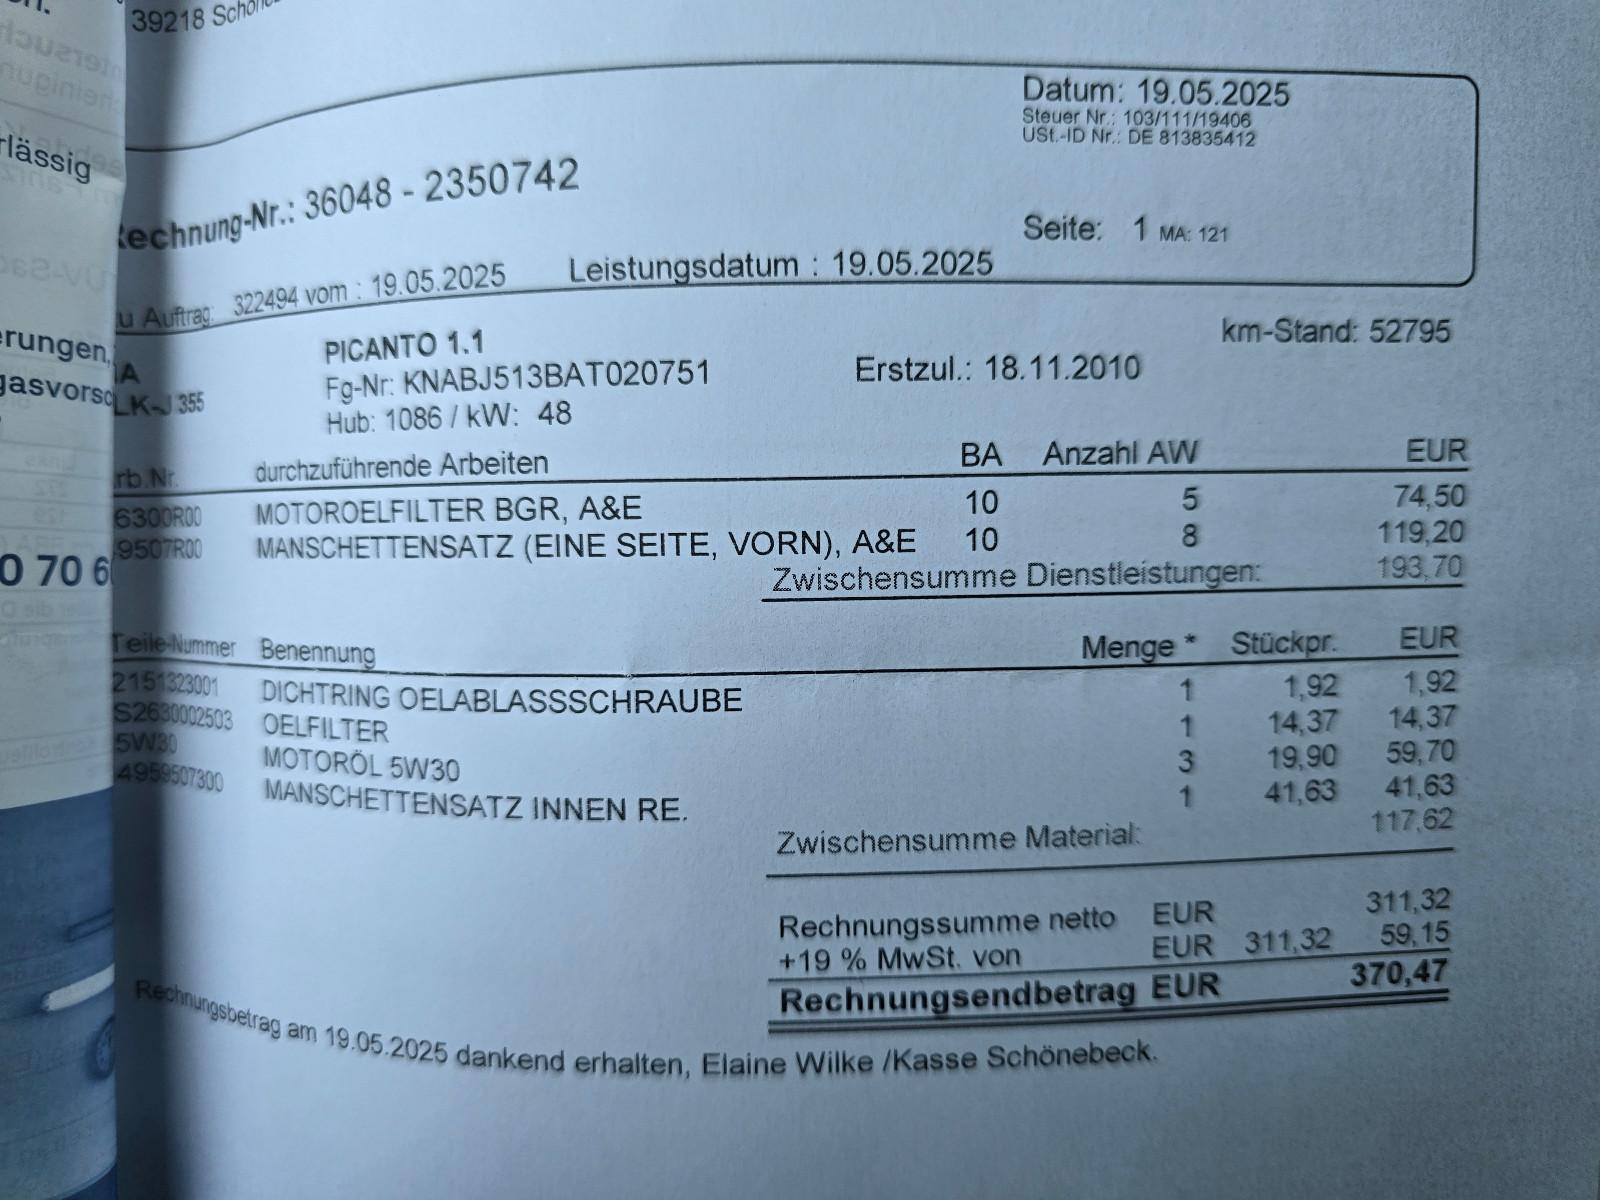 39218
Datum: 19.05.2025
Steuer Nr.: 103/111/19406
USt.-ID Nr.: DE 813835412
rlässig
echnung-Nr.: 36048 - 2350742
Seite: 1 MA: 121
u Auftrag: 322494 vom : 19.05.2025 Leistungsdatum : 19.05.2025
erungen,
gasvorsc
PICANTO 1.1 km-Stand: 52795
IA Fg-Nr: KNABJ513BAT020751 Erstzul.: 18.11.2010
LK-J 355 Hub: 1086 / kW: 48
rb.Nr. durchzuführende Arbeiten BA Anzahl AW EUR
6300R00 MOTOROELFILTER BGR, A&E 10 5 74,50
9507R00 MANSCHETTENSATZ (EINE SEITE, VORN), A&E 10 8 119,20
0 70 6
Zwischensumme Dienstleistungen: 193,70
Teile-Nummer Benennung Menge * Stückpr. EUR
2151323001 DICHTRING OELABLASSSCHRAUBE 1 1,92 1,92
S2630002503 OELFILTER 1 14,37 14,37
5W30 MOTORÖL 5W30 3 19,90 59,70
4959507300 MANSCHETTENSATZ INNEN RE. 1 41,63 41,63
Zwischensumme Material: 117,62
Rechnungssumme netto EUR 311,32
+19 % MwSt. von EUR 311,32 59,15
Rechnungsendbetrag EUR 370,47
Rechnungsbetrag am 19.05.2025 dankend erhalten, Elaine Wilke /Kasse Schönebeck.